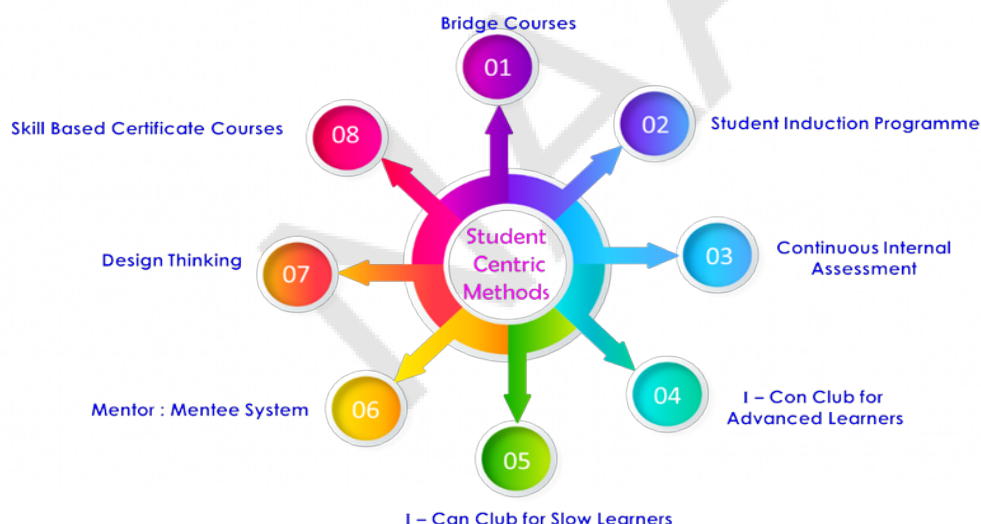 Bridge Courses
01
02
Student Induction Programme
Skill Based Certificate Courses
08
Student
Centric
Methods
03
Continuous Internal
Assessment
Design Thinking
07
04
I – Con Club for
Advanced Learners
Mentor : Mentee System
06
05
I – Can Club for Slow Learners